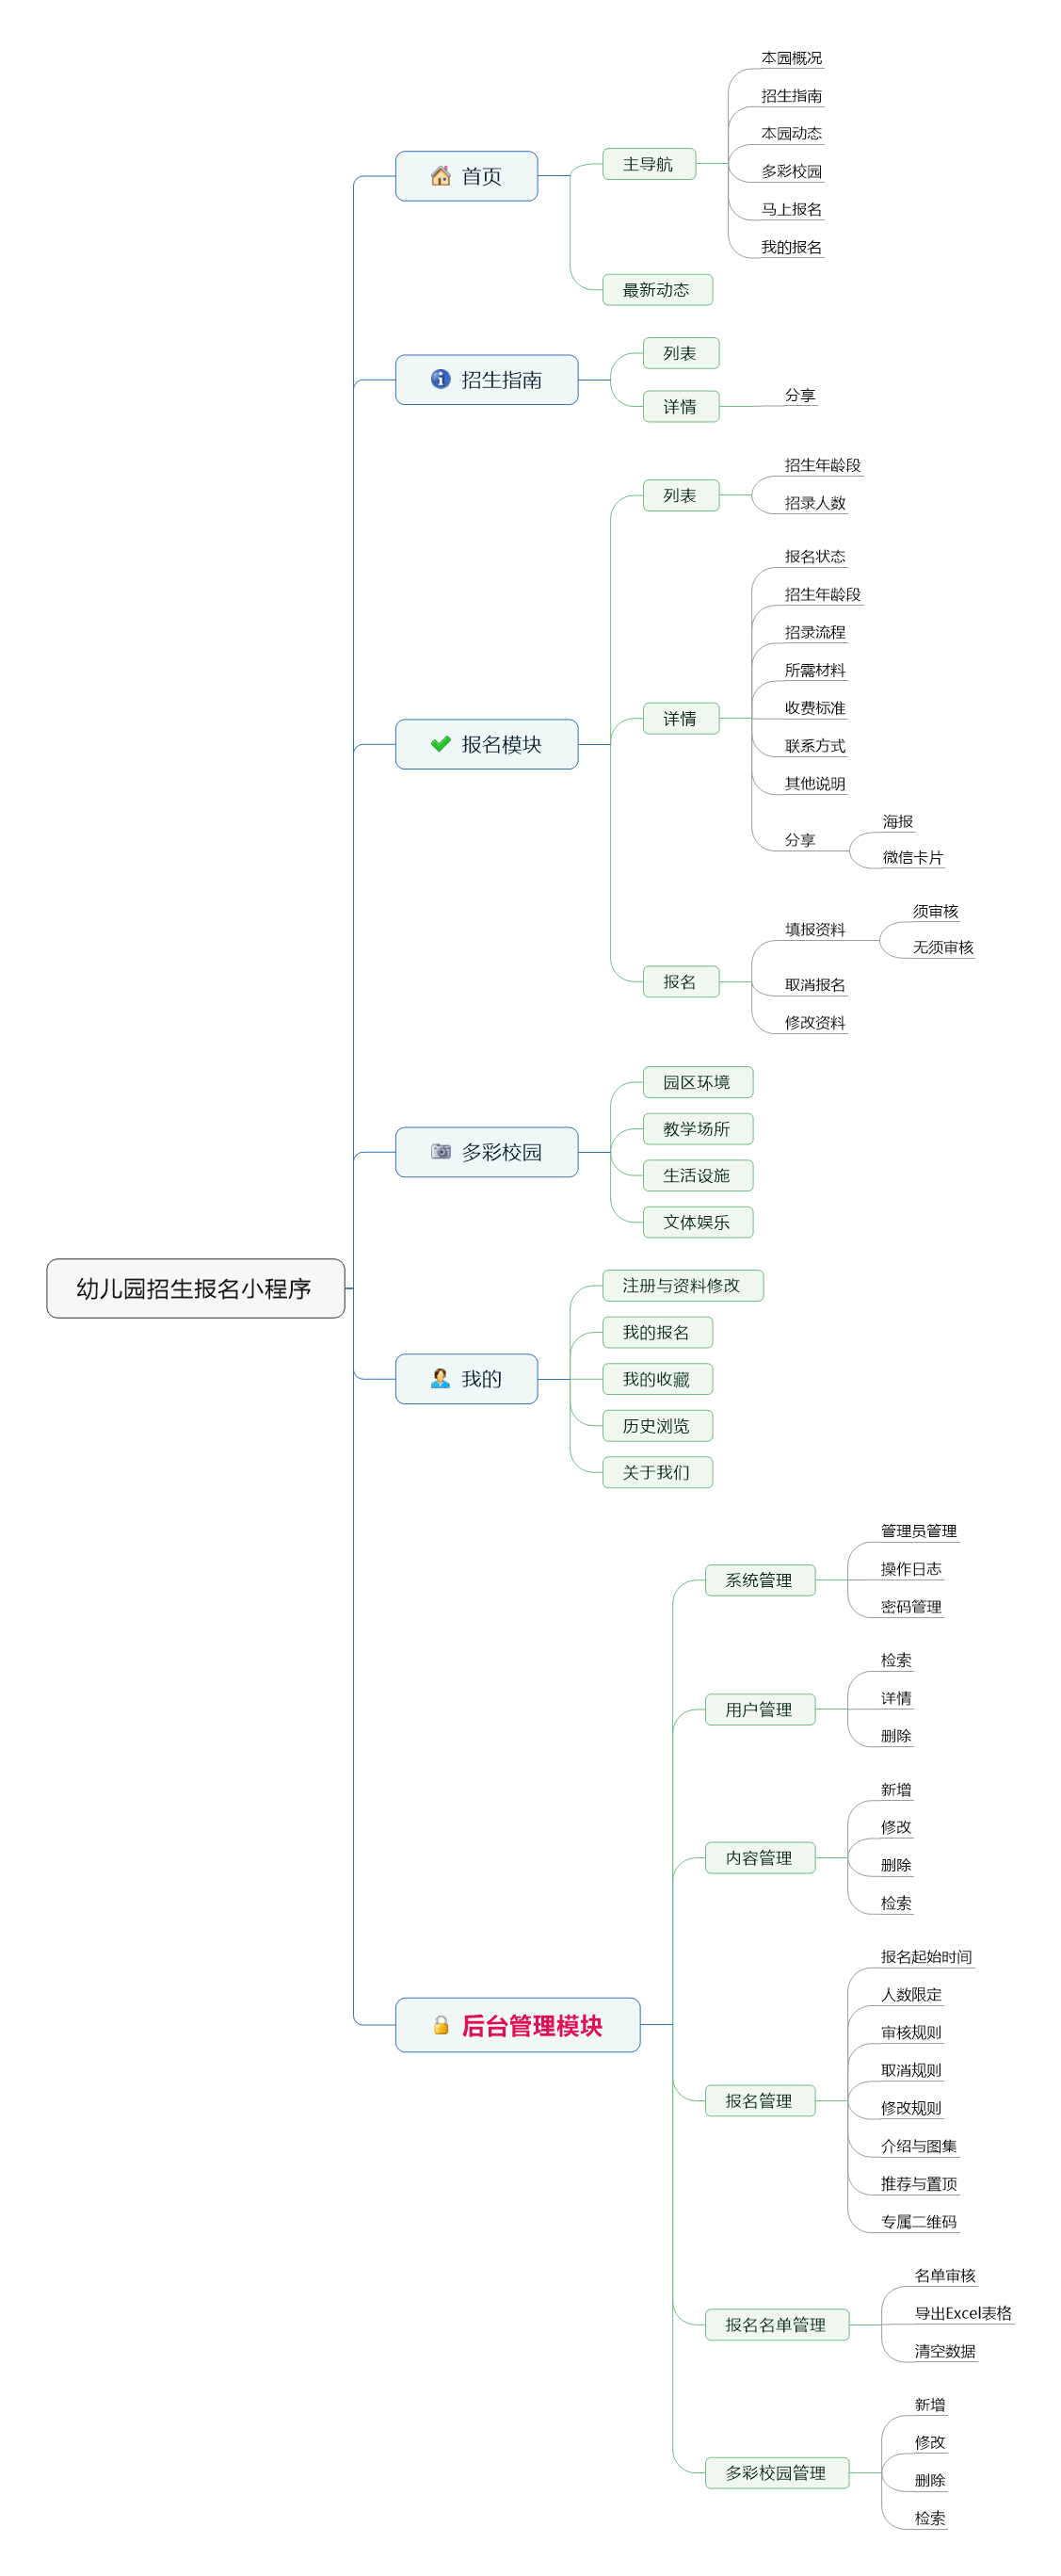 幼儿园招生报名小程序
首页
主导航
本园概况
招生指南
本园动态
多彩校园
马上报名
我的报名
最新动态
招生指南
列表
详情
分享
报名模块
列表
招生年龄段
招录人数
详情
报名状态
招生年龄段
招录流程
所需材料
收费标准
联系方式
其他说明
分享
海报
微信卡片
报名
填报资料
须审核
无须审核
取消报名
修改资料
多彩校园
园区环境
教学场所
生活设施
文体娱乐
我的
注册与资料修改
我的报名
我的收藏
历史浏览
关于我们
后台管理模块
系统管理
管理员管理
操作日志
密码管理
用户管理
检索
详情
删除
内容管理
新增
修改
删除
检索
报名管理
报名起始时间
人数限定
审核规则
取消规则
修改规则
介绍与图集
推荐与置顶
专属二维码
报名名单管理
名单审核
导出Excel表格
清空数据
多彩校园管理
新增
修改
删除
检索